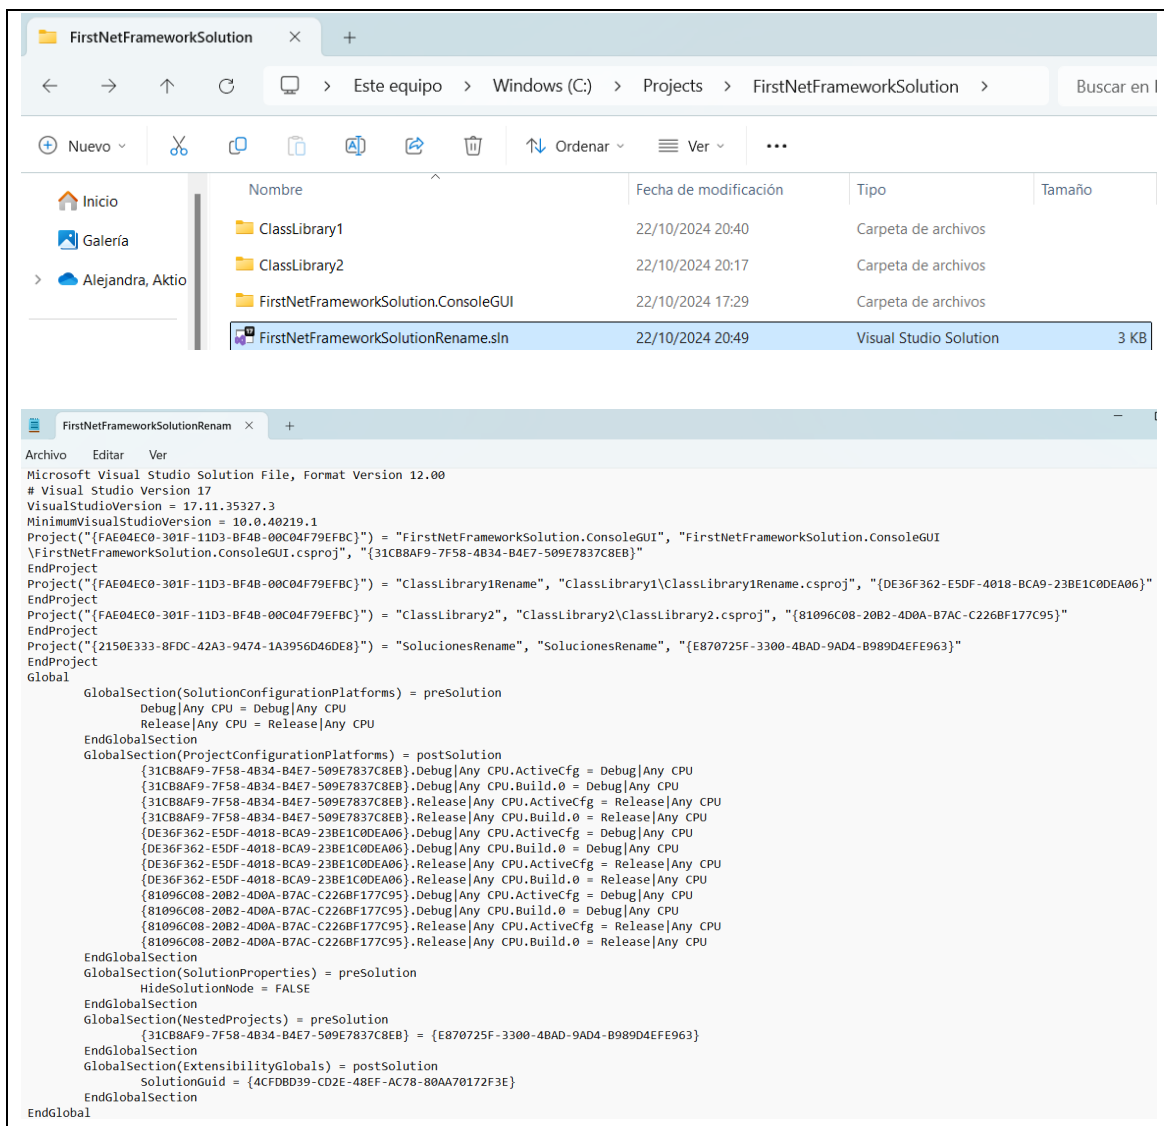 FirstNetFrameworkSolution
Este equipo > Windows (C:) > Projects > FirstNetFrameworkSolution >
Buscar en
Nuevo
Ordenar
Ver
Nombre
Fecha de modificación
Tipo
Tamaño
Inicio
Galería
Alejandra, Aktio
ClassLibrary1 22/10/2024 20:40 Carpeta de archivos
ClassLibrary2 22/10/2024 20:17 Carpeta de archivos
FirstNetFrameworkSolution.ConsoleGUI 22/10/2024 17:29 Carpeta de archivos
FirstNetFrameworkSolutionRename.sln 22/10/2024 20:49 Visual Studio Solution 3 KB
FirstNetFrameworkSolutionRenam
Archivo Editar Ver
Microsoft Visual Studio Solution File, Format Version 12.00
# Visual Studio Version 17
VisualStudioVersion = 17.11.35327.3
MinimumVisualStudioVersion = 10.0.40219.1
Project("{FAE04EC0-301F-11D3-BF4B-00C04F79EFBC}") = "FirstNetFrameworkSolution.ConsoleGUI", "FirstNetFrameworkSolution.ConsoleGUI
\FirstNetFrameworkSolution.ConsoleGUI.csproj", "{31CB8AF9-7F58-4B34-B4E7-509E7837C8EB}"
EndProject
Project("{FAE04EC0-301F-11D3-BF4B-00C04F79EFBC}") = "ClassLibrary1Rename", "ClassLibrary1\ClassLibrary1Rename.csproj", "{DE36F362-E5DF-4018-BCA9-23BE1C0DEA06}"
EndProject
Project("{FAE04EC0-301F-11D3-BF4B-00C04F79EFBC}") = "ClassLibrary2", "ClassLibrary2\ClassLibrary2.csproj", "{81096C08-20B2-4D0A-B7AC-C226BF177C95}"
EndProject
Project("{2150E333-8FDC-42A3-9474-1A3956D46DE8}") = "SolucionesRename", "SolucionesRename", "{E870725F-3300-4BAD-9AD4-B989D4EFE963}"
EndProject
Global
GlobalSection(SolutionConfigurationPlatforms) = preSolution
Debug|Any CPU = Debug|Any CPU
Release|Any CPU = Release|Any CPU
EndGlobalSection
GlobalSection(ProjectConfigurationPlatforms) = postSolution
{31CB8AF9-7F58-4B34-B4E7-509E7837C8EB}.Debug|Any CPU.ActiveCfg = Debug|Any CPU
{31CB8AF9-7F58-4B34-B4E7-509E7837C8EB}.Debug|Any CPU.Build.0 = Debug|Any CPU
{31CB8AF9-7F58-4B34-B4E7-509E7837C8EB}.Release|Any CPU.ActiveCfg = Release|Any CPU
{31CB8AF9-7F58-4B34-B4E7-509E7837C8EB}.Release|Any CPU.Build.0 = Release|Any CPU
{DE36F362-E5DF-4018-BCA9-23BE1C0DEA06}.Debug|Any CPU.ActiveCfg = Debug|Any CPU
{DE36F362-E5DF-4018-BCA9-23BE1C0DEA06}.Debug|Any CPU.Build.0 = Debug|Any CPU
{DE36F362-E5DF-4018-BCA9-23BE1C0DEA06}.Release|Any CPU.ActiveCfg = Release|Any CPU
{DE36F362-E5DF-4018-BCA9-23BE1C0DEA06}.Release|Any CPU.Build.0 = Release|Any CPU
{81096C08-20B2-4D0A-B7AC-C226BF177C95}.Debug|Any CPU.ActiveCfg = Debug|Any CPU
{81096C08-20B2-4D0A-B7AC-C226BF177C95}.Debug|Any CPU.Build.0 = Debug|Any CPU
{81096C08-20B2-4D0A-B7AC-C226BF177C95}.Release|Any CPU.ActiveCfg = Release|Any CPU
{81096C08-20B2-4D0A-B7AC-C226BF177C95}.Release|Any CPU.Build.0 = Release|Any CPU
EndGlobalSection
GlobalSection(SolutionProperties) = preSolution
HideSolutionNode = FALSE
EndGlobalSection
GlobalSection(NestedProjects) = preSolution
{31CB8AF9-7F58-4B34-B4E7-509E7837C8EB} = {E870725F-3300-4BAD-9AD4-B989D4EFE963}
EndGlobalSection
GlobalSection(ExtensibilityGlobals) = postSolution
SolutionGuid = {4CFDBD39-CD2E-48EF-AC78-80AA70172F3E}
EndGlobalSection
EndGlobal